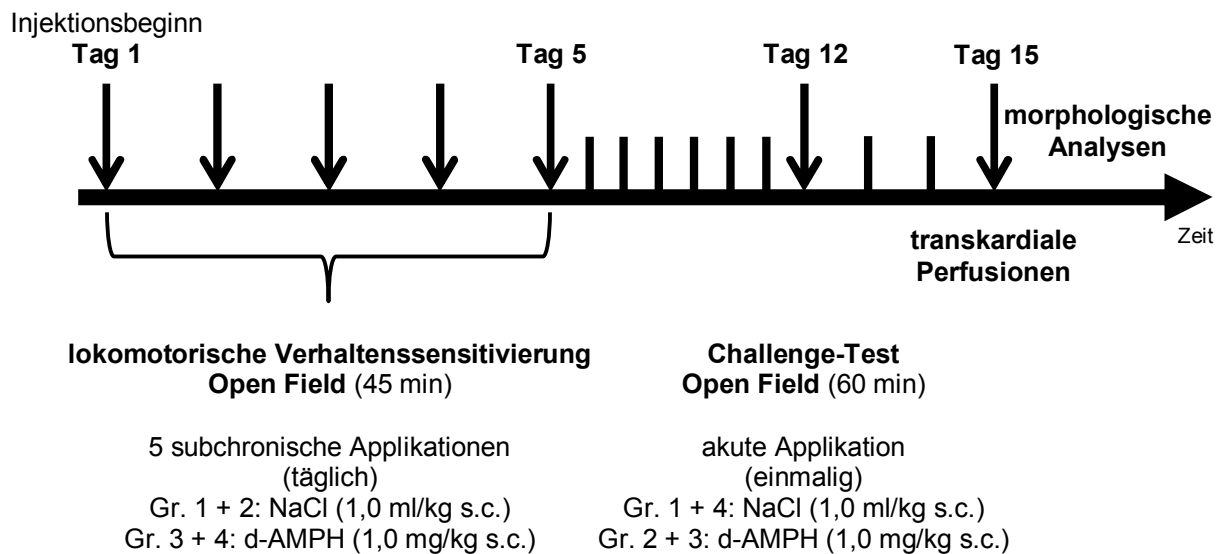 Injektionsbeginn
Tag 1
Tag 5
Tag 12
Tag 15
morphologische
Analysen
Zeit
transkardiale
Perfusionen
lokomotorische Verhaltenssensitivierung
Open Field (45 min)
5 subchronische Applikationen
(täglich)
Gr. 1 + 2: NaCl (1,0 ml/kg s.c.)
Gr. 3 + 4: d-AMPH (1,0 mg/kg s.c.)
Challenge-Test
Open Field (60 min)
akute Applikation
(einmalig)
Gr. 1 + 4: NaCl (1,0 ml/kg s.c.)
Gr. 2 + 3: d-AMPH (1,0 mg/kg s.c.)